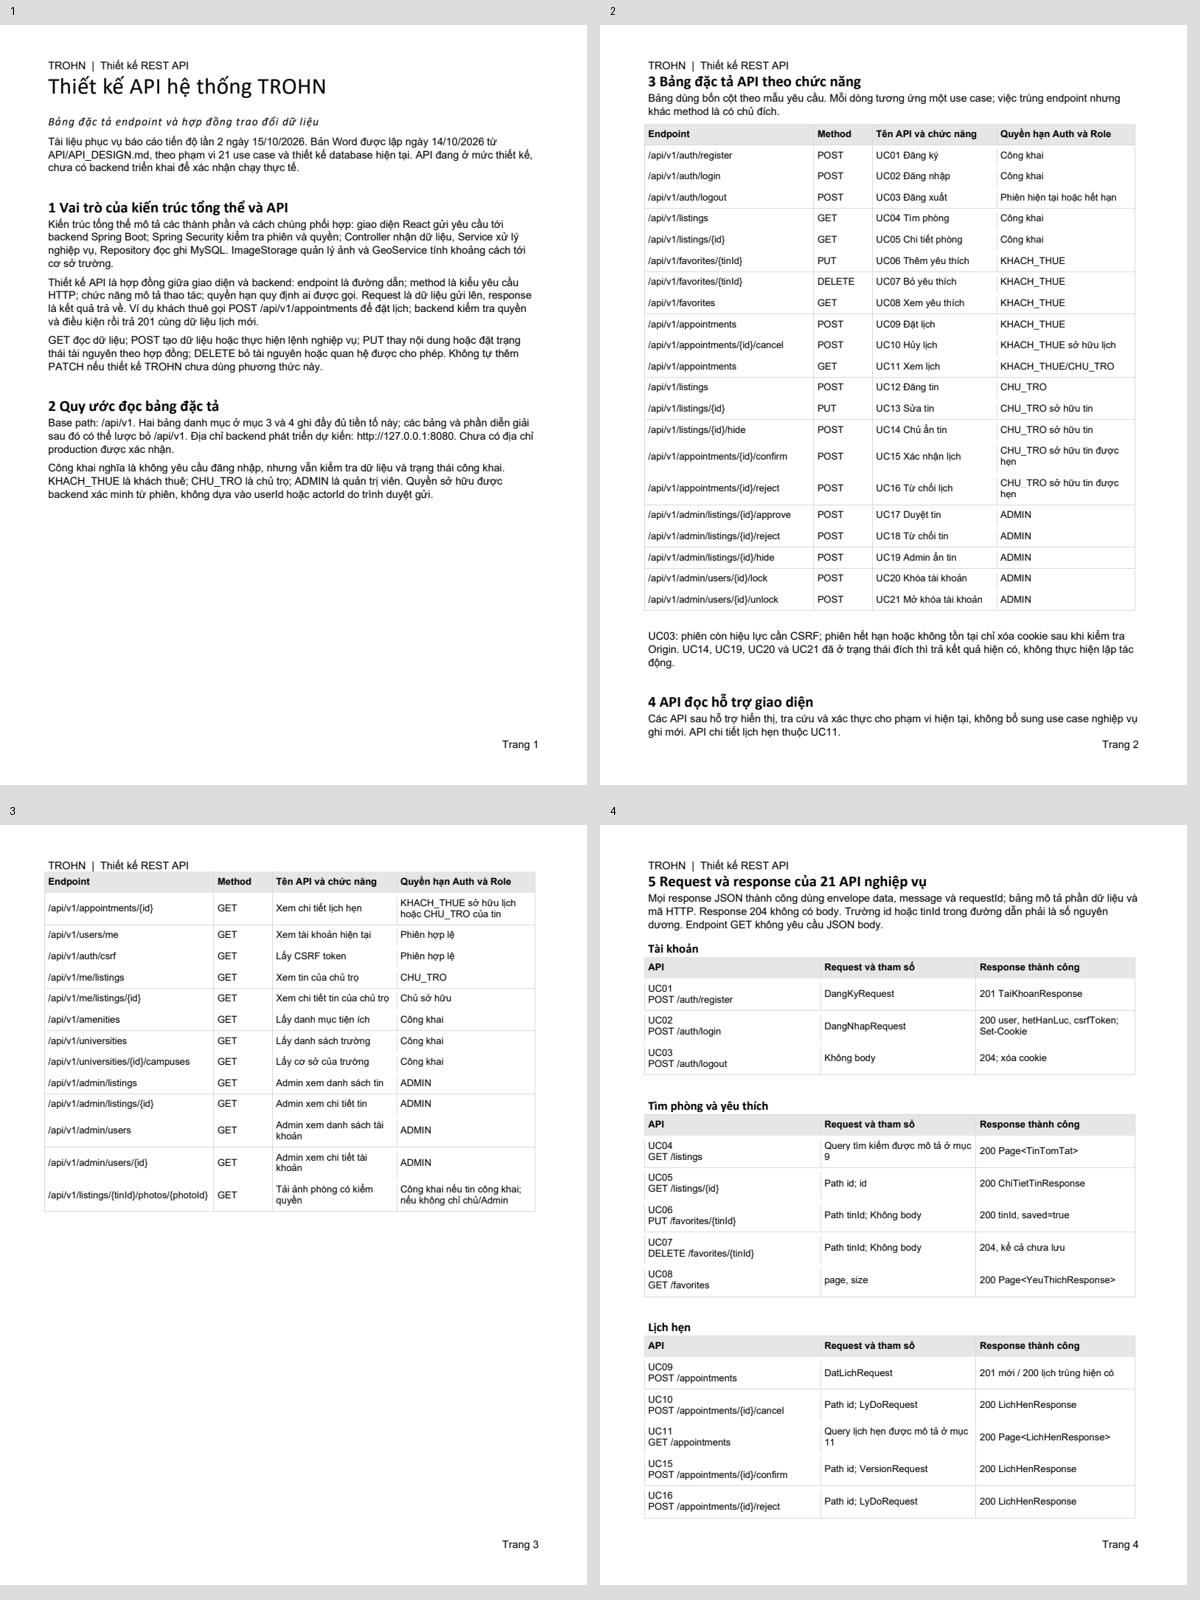 1
TROHN | Thiết kế REST API
Thiết kế API hệ thống TROHN
Bảng đặc tả endpoint và hợp đồng trao đổi dữ liệu
Tài liệu phục vụ báo cáo tiến độ lần 2 ngày 15/10/2026. Bản Word được lập ngày 14/10/2026 từ
API/API_DESIGN.md, theo phạm vi 21 use case và thiết kế database hiện tại. API đang ở mức thiết kế,
chưa có backend triển khai để xác nhận chạy thực tế.
1 Vai trò của kiến trúc tổng thể và API
Kiến trúc tổng thể mô tả các thành phần và cách chúng phối hợp: giao diện React gửi yêu cầu tới
backend Spring Boot; Spring Security kiểm tra phiên và quyền; Controller nhận dữ liệu, Service xử lý
nghiệp vụ, Repository đọc ghi MySQL. ImageStorage quản lý ảnh và GeoService tính khoảng cách tới
cơ sở trường.
Thiết kế API là hợp đồng giữa giao diện và backend: endpoint là đường dẫn; method là kiểu yêu cầu
HTTP; chức năng mô tả thao tác; quyền hạn quy định ai được gọi. Request là dữ liệu gửi lên, response
là kết quả trả về. Ví dụ khách thuê gọi POST /api/v1/appointments để đặt lịch; backend kiểm tra quyền
và điều kiện rồi trả 201 cùng dữ liệu lịch mới.
GET đọc dữ liệu; POST tạo dữ liệu hoặc thực hiện lệnh nghiệp vụ; PUT thay nội dung hoặc đặt trạng
thái tài nguyên theo hợp đồng; DELETE bỏ tài nguyên hoặc quan hệ được cho phép. Không tự thêm
PATCH nếu thiết kế TROHN chưa dùng phương thức này.
2 Quy ước đọc bảng đặc tả
Base path: /api/v1. Hai bảng danh mục ở mục 3 và 4 ghi đầy đủ tiền tố này; các bảng và phần diễn giải
sau đó có thể lược bỏ /api/v1. Địa chỉ backend phát triển dự kiến: http://127.0.0.1:8080. Chưa có địa chỉ
production được xác nhận.
Công khai nghĩa là không yêu cầu đăng nhập, nhưng vẫn kiểm tra dữ liệu và trạng thái công khai.
KHACH_THUE là khách thuê; CHU_TRO là chủ trọ; ADMIN là quản trị viên. Quyền sở hữu được
backend xác minh từ phiên, không dựa vào userId hoặc actorId do trình duyệt gửi.
Trang 1
2
TROHN | Thiết kế REST API
3 Bảng đặc tả API theo chức năng
Bảng dùng bốn cột theo mẫu yêu cầu. Mỗi dòng tương ứng một use case; việc trùng endpoint nhưng
khác method là có chủ đích.
Endpoint Method Tên API và chức năng Quyền hạn Auth và Role
/api/v1/auth/register POST UC01 Đăng ký Công khai
/api/v1/auth/login POST UC02 Đăng nhập Công khai
/api/v1/auth/logout POST UC03 Đăng xuất Phiên hiện tại hoặc hết hạn
/api/v1/listings GET UC04 Tìm phòng Công khai
/api/v1/listings/{id} GET UC05 Chi tiết phòng Công khai
/api/v1/favorites/{tinId} PUT UC06 Thêm yêu thích KHACH_THUE
/api/v1/favorites/{tinId} DELETE UC07 Bỏ yêu thích KHACH_THUE
/api/v1/favorites GET UC08 Xem yêu thích KHACH_THUE
/api/v1/appointments POST UC09 Đặt lịch KHACH_THUE
/api/v1/appointments/{id}/cancel POST UC10 Hủy lịch KHACH_THUE sở hữu lịch
/api/v1/appointments GET UC11 Xem lịch KHACH_THUE/CHU_TRO
/api/v1/listings POST UC12 Đăng tin CHU_TRO
/api/v1/listings/{id} PUT UC13 Sửa tin CHU_TRO sở hữu tin
/api/v1/listings/{id}/hide POST UC14 Chủ ẩn tin CHU_TRO sở hữu tin
/api/v1/appointments/{id}/confirm POST UC15 Xác nhận lịch CHU_TRO sở hữu tin được
hẹn
/api/v1/appointments/{id}/reject POST UC16 Từ chối lịch CHU_TRO sở hữu tin được
hẹn
/api/v1/admin/listings/{id}/approve POST UC17 Duyệt tin ADMIN
/api/v1/admin/listings/{id}/reject POST UC18 Từ chối tin ADMIN
/api/v1/admin/listings/{id}/hide POST UC19 Admin ẩn tin ADMIN
/api/v1/admin/users/{id}/lock POST UC20 Khóa tài khoản ADMIN
/api/v1/admin/users/{id}/unlock POST UC21 Mở khóa tài khoản ADMIN
UC03: phiên còn hiệu lực cần CSRF; phiên hết hạn hoặc không tồn tại chỉ xóa cookie sau khi kiểm tra
Origin. UC14, UC19, UC20 và UC21 đã ở trạng thái đích thì trả kết quả hiện có, không thực hiện lặp tác
động.
4 API đọc hỗ trợ giao diện
Các API sau hỗ trợ hiển thị, tra cứu và xác thực cho phạm vi hiện tại, không bổ sung use case nghiệp vụ
ghi mới. API chi tiết lịch hẹn thuộc UC11.
Trang 2
3
TROHN | Thiết kế REST API
Endpoint Method Tên API và chức năng Quyền hạn Auth và Role
/api/v1/appointments/{id} GET Xem chi tiết lịch hẹn KHACH_THUE sở hữu lịch
hoặc CHU_TRO của tin
/api/v1/users/me GET Xem tài khoản hiện tại Phiên hợp lệ
/api/v1/auth/csrf GET Lấy CSRF token Phiên hợp lệ
/api/v1/me/listings GET Xem tin của chủ trọ CHU_TRO
/api/v1/me/listings/{id} GET Xem chi tiết tin của chủ trọ Chủ sở hữu
/api/v1/amenities GET Lấy danh mục tiện ích Công khai
/api/v1/universities GET Lấy danh sách trường Công khai
/api/v1/universities/{id}/campuses GET Lấy cơ sở của trường Công khai
/api/v1/admin/listings GET Admin xem danh sách tin ADMIN
/api/v1/admin/listings/{id} GET Admin xem chi tiết tin ADMIN
/api/v1/admin/users GET Admin xem danh sách tài
khoản ADMIN
/api/v1/admin/users/{id} GET Admin xem chi tiết tài
khoản ADMIN
/api/v1/listings/{tinId}/photos/{photoId} GET Tải ảnh phòng có kiểm
quyền Công khai nếu tin công khai;
nếu không chỉ chủ/Admin
Trang 3
4
TROHN | Thiết kế REST API
5 Request và response của 21 API nghiệp vụ
Mọi response JSON thành công dùng envelope data, message và requestId; bảng mô tả phần dữ liệu và
mã HTTP. Response 204 không có body. Trường id hoặc tinId trong đường dẫn phải là số nguyên
dương. Endpoint GET không yêu cầu JSON body.
Tài khoản
API Request và tham số Response thành công
UC01
POST /auth/register DangKyRequest 201 TaiKhoanResponse
UC02
POST /auth/login DangNhapRequest 200 user, hetHanLuc, csrfToken;
Set-Cookie
UC03
POST /auth/logout Không body 204; xóa cookie
Tìm phòng và yêu thích
API Request và tham số Response thành công
UC04
GET /listings Query tìm kiếm được mô tả ở mục
9 200 Page<TinTomTat>
UC05
GET /listings/{id} Path id; id 200 ChiTietTinResponse
UC06
PUT /favorites/{tinId} Path tinId; Không body 200 tinId, saved=true
UC07
DELETE /favorites/{tinId} Path tinId; Không body 204, kể cả chưa lưu
UC08
GET /favorites page, size 200 Page<YeuThichResponse>
Lịch hẹn
API Request và tham số Response thành công
UC09
POST /appointments DatLichRequest 201 mới / 200 lịch trùng hiện có
UC10
POST /appointments/{id}/cancel Path id; LyDoRequest 200 LichHenResponse
UC11
GET /appointments Query lịch hẹn được mô tả ở mục
11 200 Page<LichHenResponse>
UC15
POST /appointments/{id}/confirm Path id; VersionRequest 200 LichHenResponse
UC16
POST /appointments/{id}/reject Path id; LyDoRequest 200 LichHenResponse
Trang 4